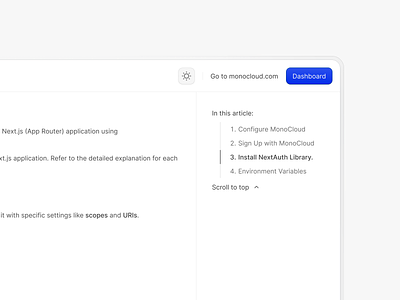 Go to monocloud.com
Dashboard
Next.js (App Router) application using
xt.js application. Refer to the detailed explanation for each
it with specific settings like scopes and URIs.
In this article:
1. Configure MonoCloud
2. Sign Up with MonoCloud
3. Install NextAuth Library.
4. Environment Variables
Scroll to top